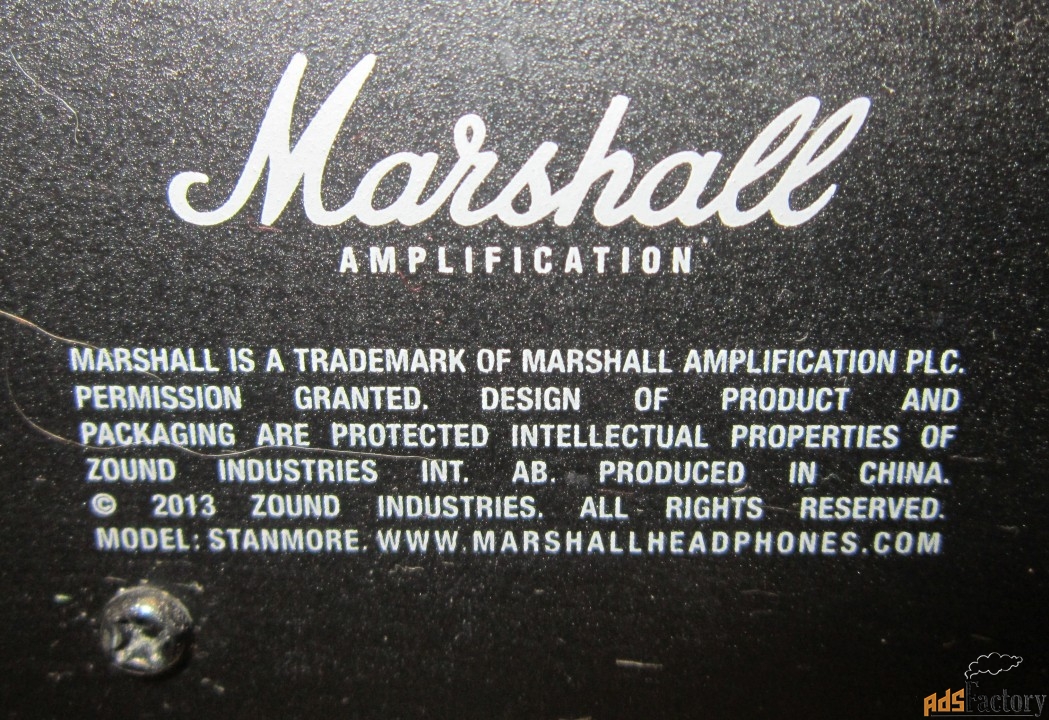 Marshall
AMPLIFICATION
MARSHALL IS A TRADEMARK OF MARSHALL AMPLIFICATION PLC.
PERMISSION GRANTED. DESIGN OF PRODUCT AND
PACKAGING ARE PROTECTED INTELLECTUAL PROPERTIES OF
ZOUND INDUSTRIES INT. AB. PRODUCED IN CHINA.
© 2013 ZOUND INDUSTRIES. ALL RIGHTS RESERVED.
MODEL: STANMORE. WWW.MARSHALLHEADPHONES.COM
AdsFactory